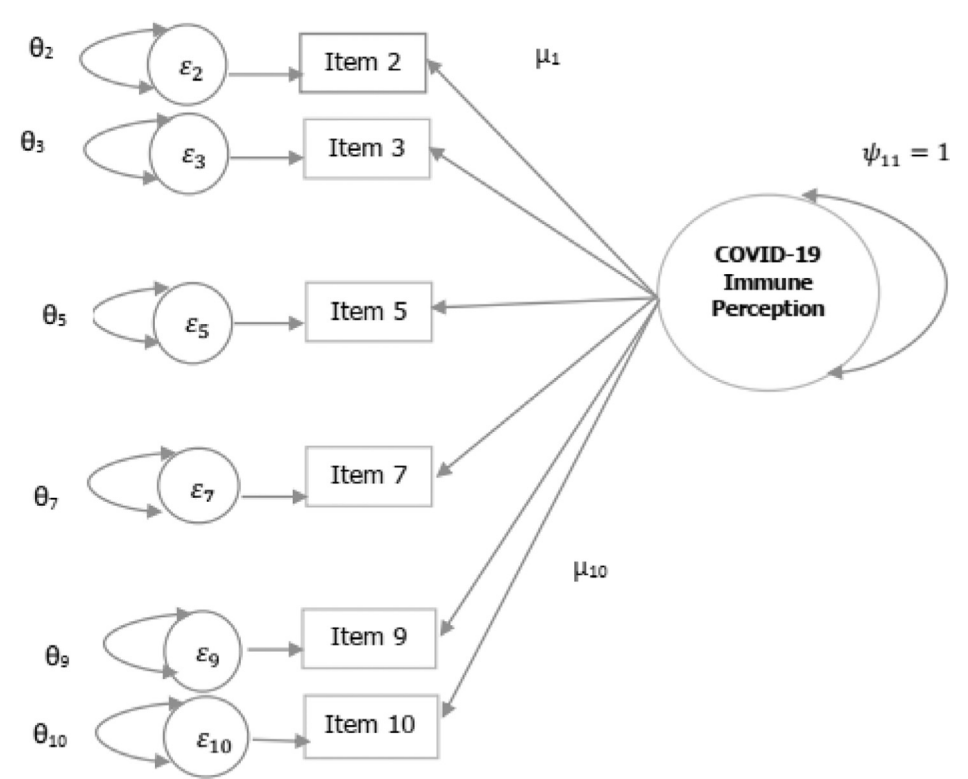 θ₂
ε₂
Item 2
μ₁
θ₃
ε₃
Item 3
ψ₁₁ = 1
COVID-19
Immune
Perception
θ₅
ε₅
Item 5
θ₇
ε₇
Item 7
μ₁₀
θ₉
ε₉
Item 9
θ₁₀
ε₁₀
Item 10